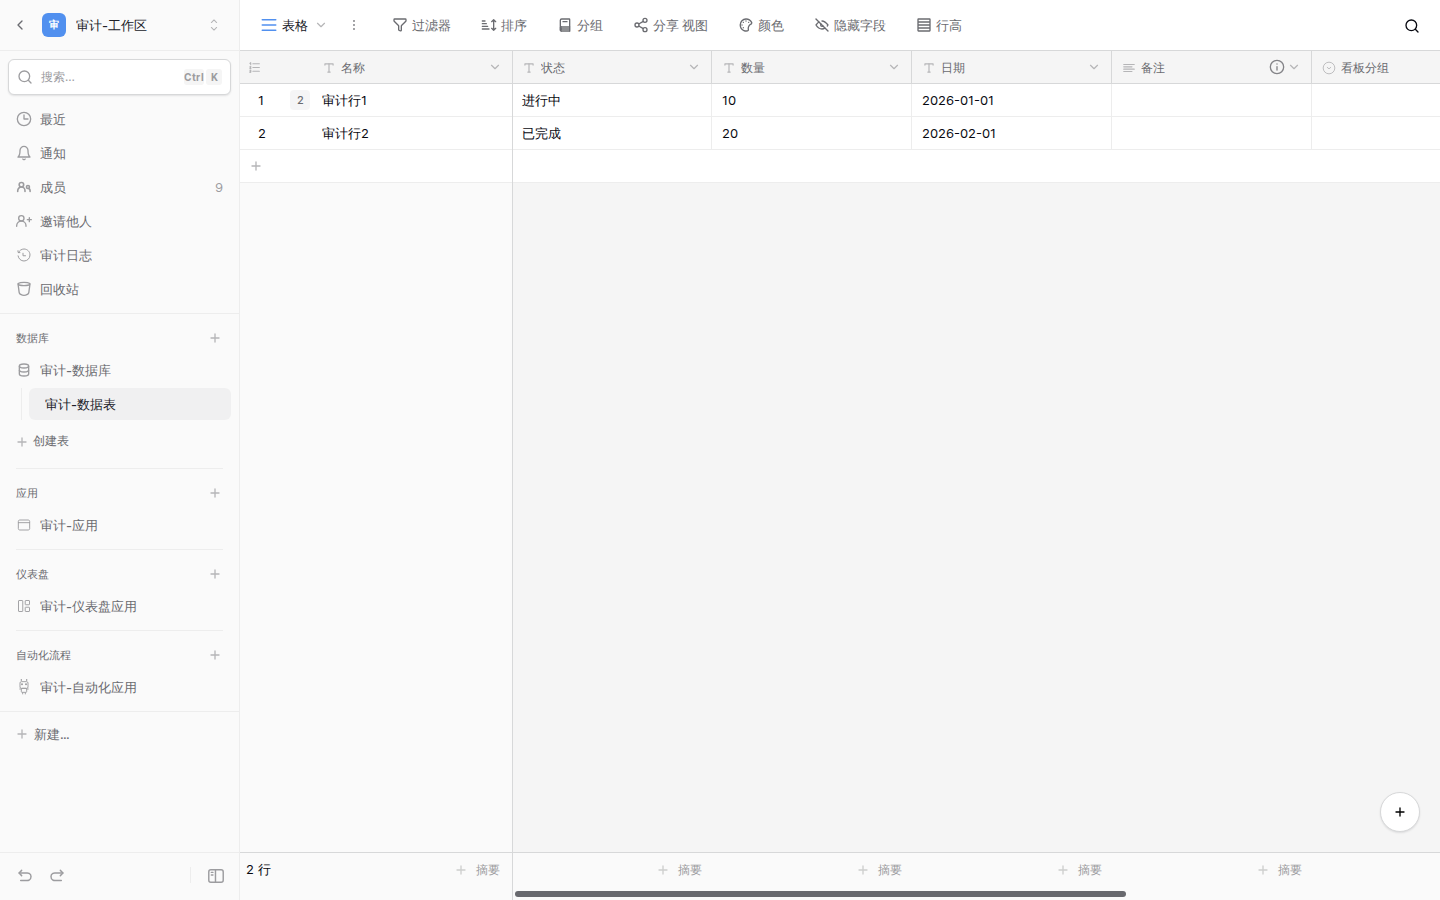 审 审计-工作区
搜索... Ctrl K
最近
通知
成员 9
邀请他人
审计日志
回收站
数据库
审计-数据库
审计-数据表
创建表
应用
审计-应用
仪表盘
审计-仪表盘应用
自动化流程
审计-自动化应用
新建...
表格 过滤器 排序 分组 分享 视图 颜色 隐藏字段 行高
名称 状态 数量 日期 备注 看板分组
1 2 审计行1 进行中 10 2026-01-01
2 审计行2 已完成 20 2026-02-01
2 行 摘要 摘要 摘要 摘要 摘要